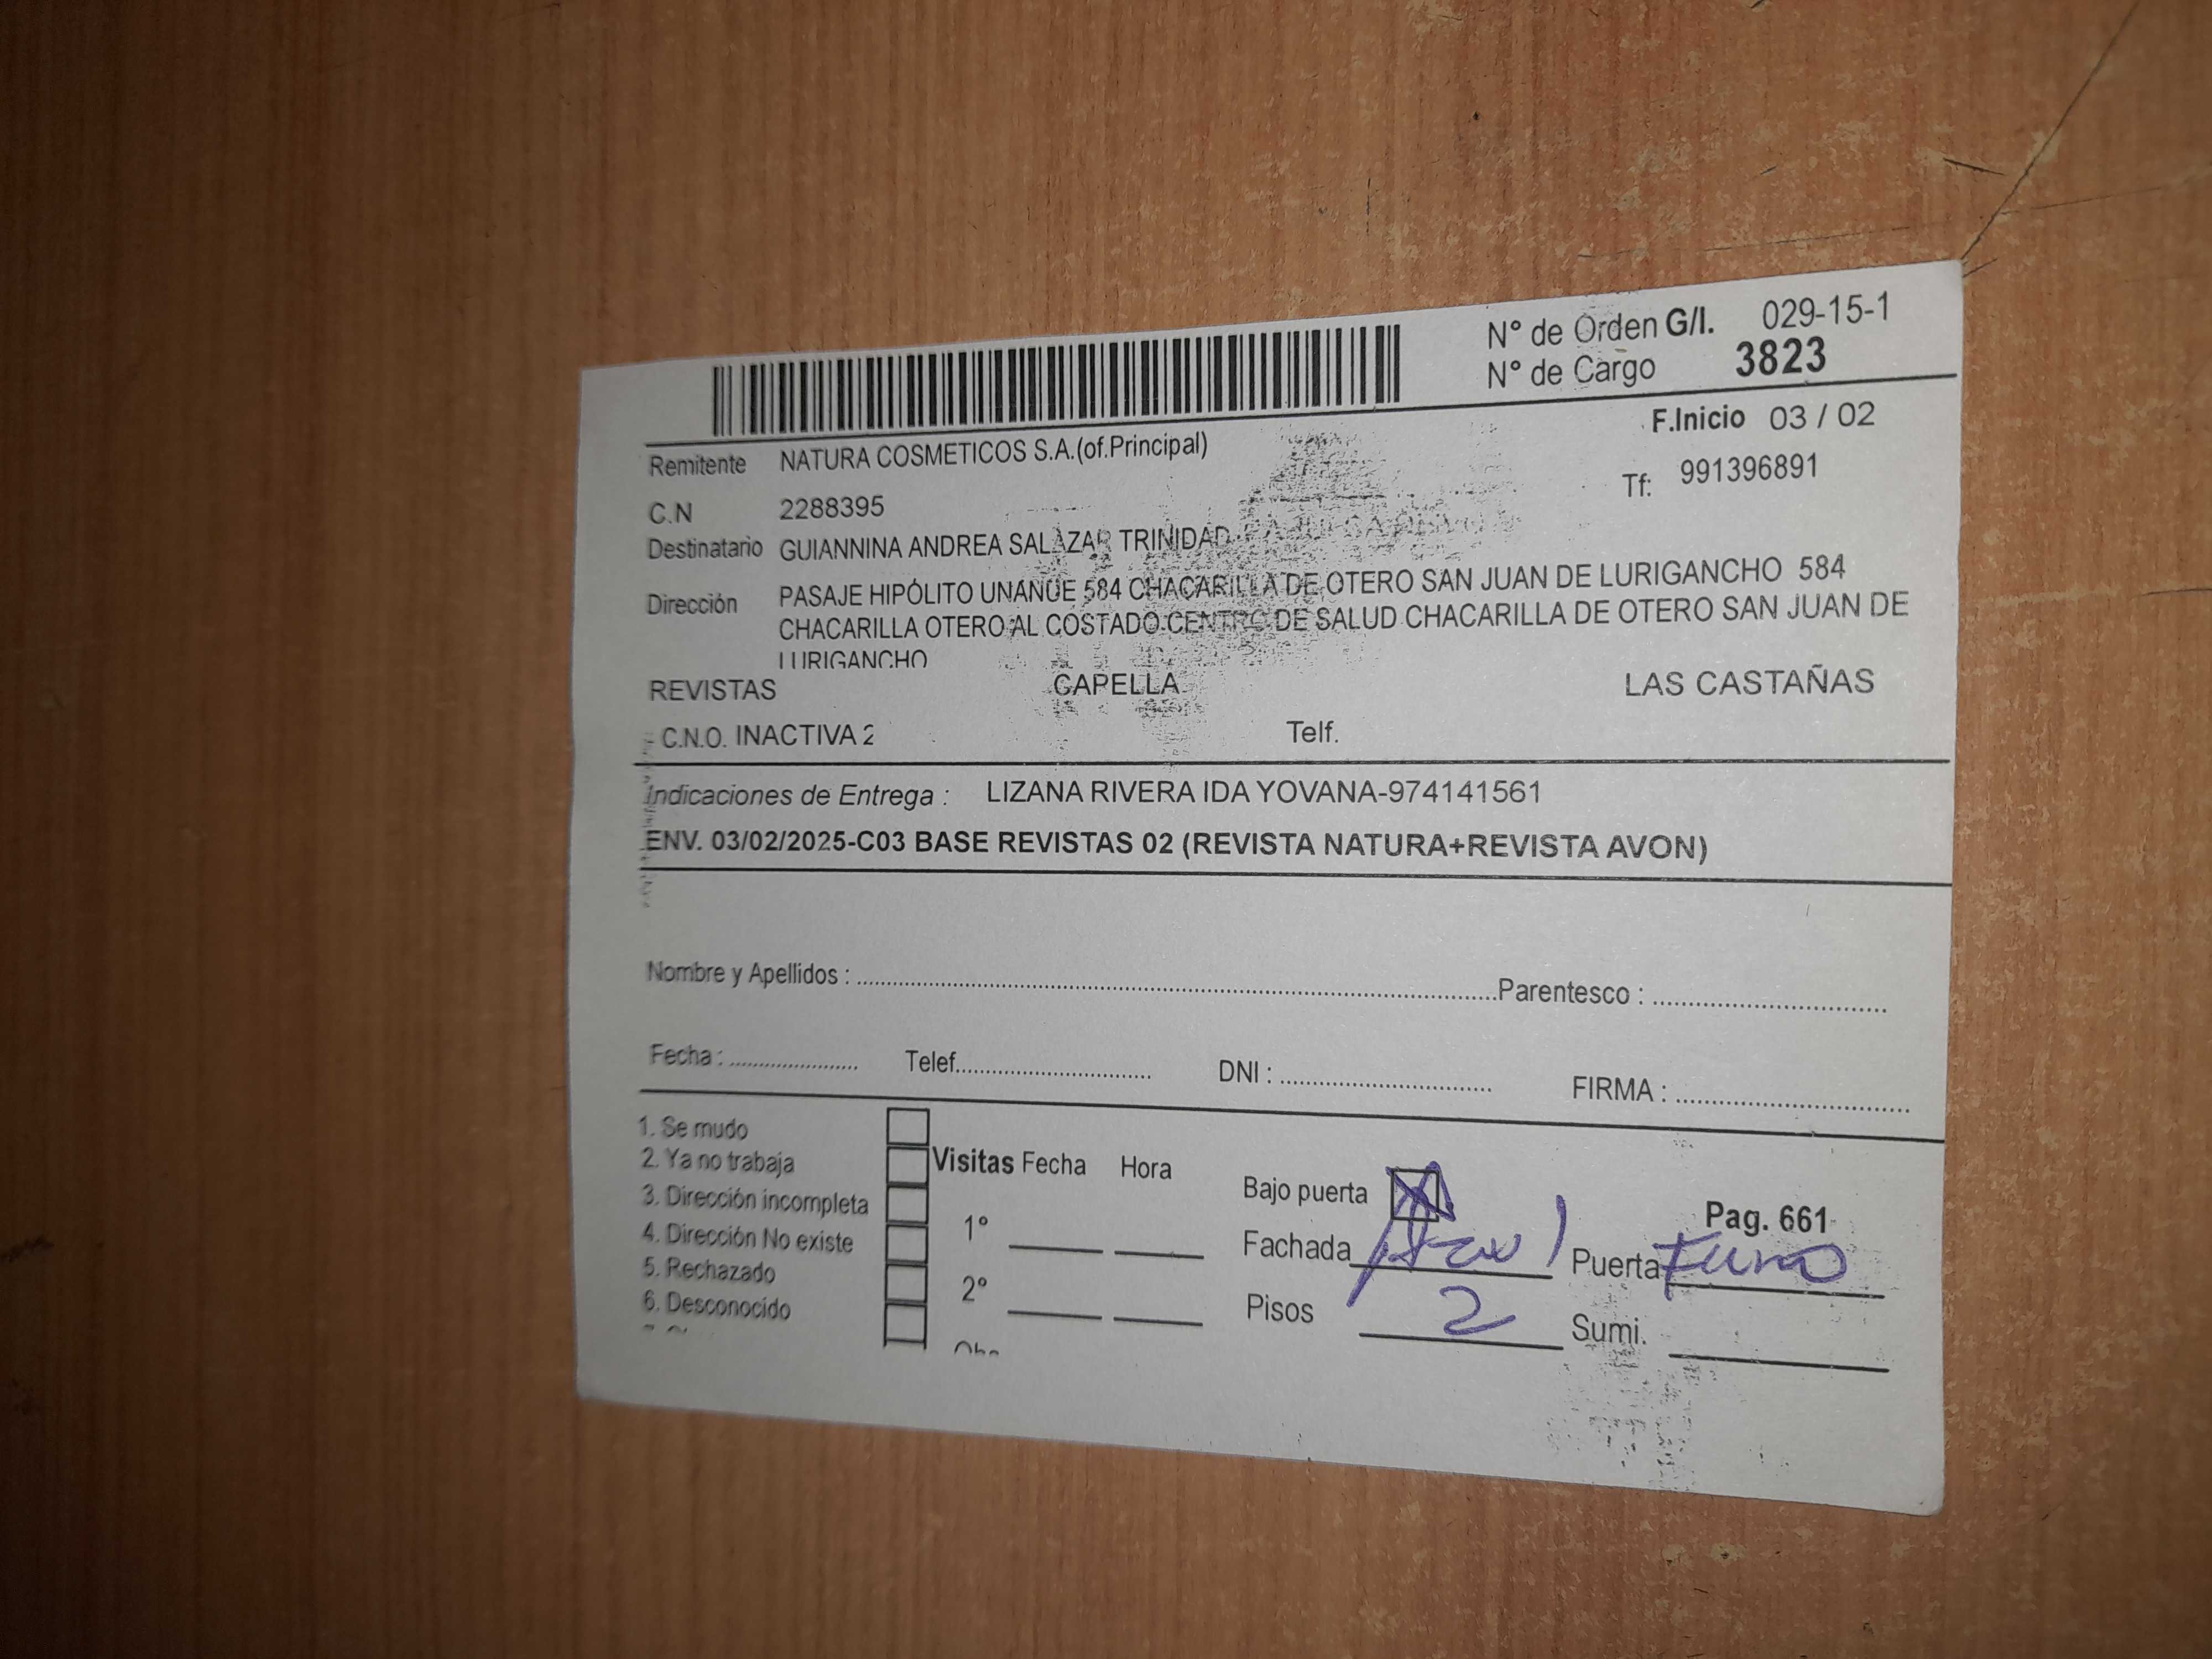 N° de Orden G/I. 029-15-1
N° de Cargo 3823
F.Inicio 03 / 02
Remitente NATURA COSMETICOS S.A.(of.Principal)
Tf: 991396891
C.N 2288395
Destinatario GUIANNINA ANDREA SALAZAR TRINIDAD
Dirección PASAJE HIPÓLITO UNANUE 584 CHACARILLA DE OTERO SAN JUAN DE LURIGANCHO 584
CHACARILLA OTERO AL COSTADO CENTRO DE SALUD CHACARILLA DE OTERO SAN JUAN DE
LURIGANCHO
REVISTAS CAPELLA LAS CASTAÑAS
- C.N.O. INACTIVA 2 Telf.
Indicaciones de Entrega : LIZANA RIVERA IDA YOVANA-974141561
ENV. 03/02/2025-C03 BASE REVISTAS 02 (REVISTA NATURA+REVISTA AVON)
Nombre y Apellidos : Parentesco :
Fecha : Telef. DNI : FIRMA :
1. Se mudo
2. Ya no trabaja
3. Dirección incompleta
4. Dirección No existe
5. Rechazado
6. Desconocido
Visitas Fecha Hora
1°
2°
Bajo puerta
Pag. 661
Fachada Puerta
Pisos 2 Sumi.